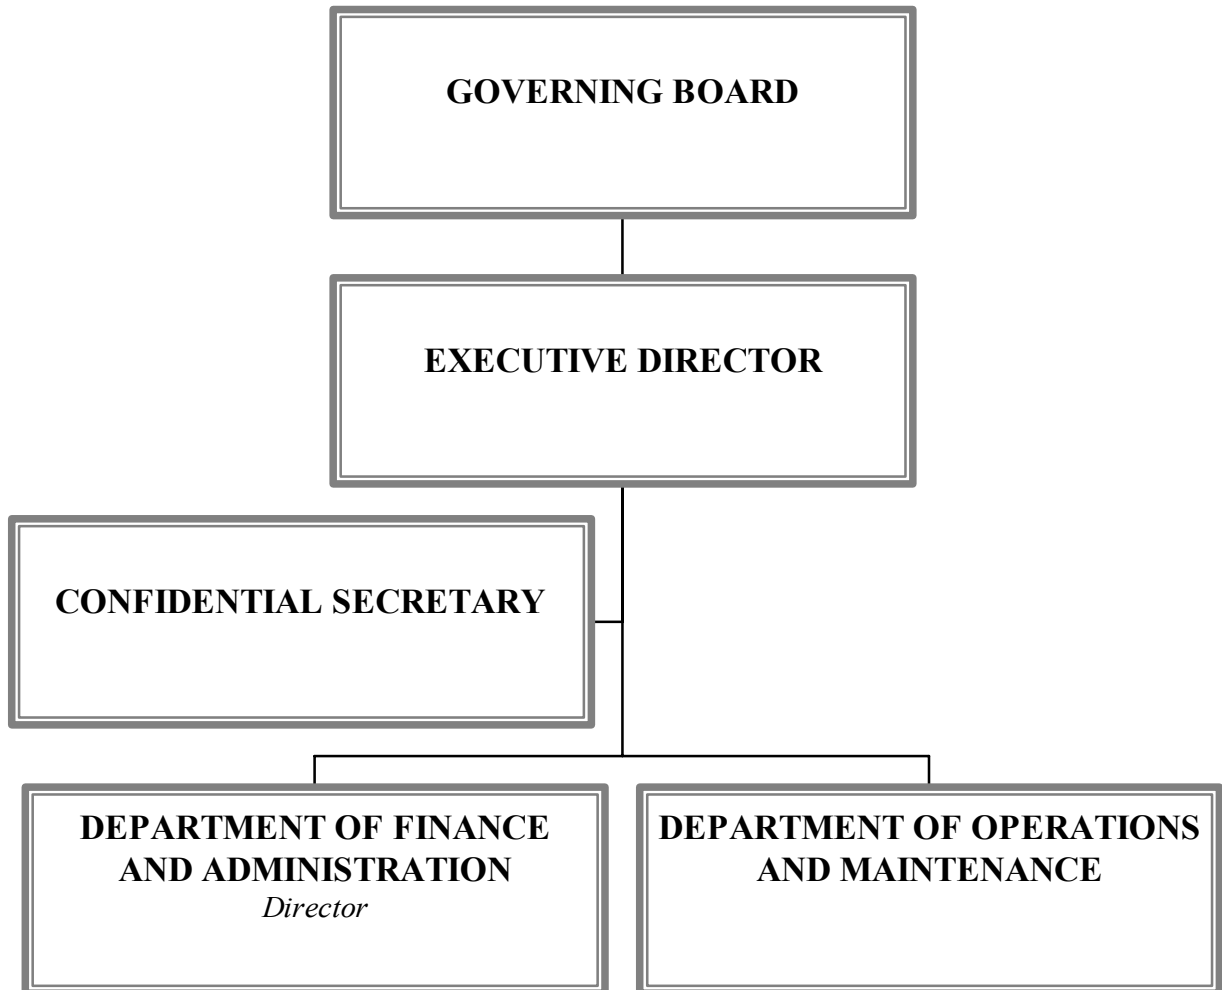 GOVERNING BOARD
EXECUTIVE DIRECTOR
CONFIDENTIAL SECRETARY
DEPARTMENT OF FINANCE
AND ADMINISTRATION
Director
DEPARTMENT OF OPERATIONS
AND MAINTENANCE